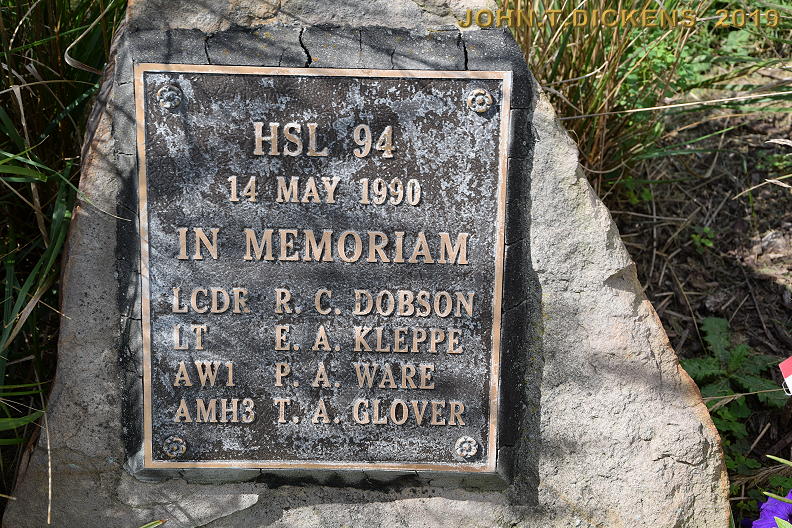 JOHN.T.DICKENS. 2019
HSL 94
14 MAY 1990
IN MEMORIAM
LCDR R. C. DOBSON
LT E. A. KLEPPE
AW1 P. A. WARE
AMH3 T. A. GLOVER